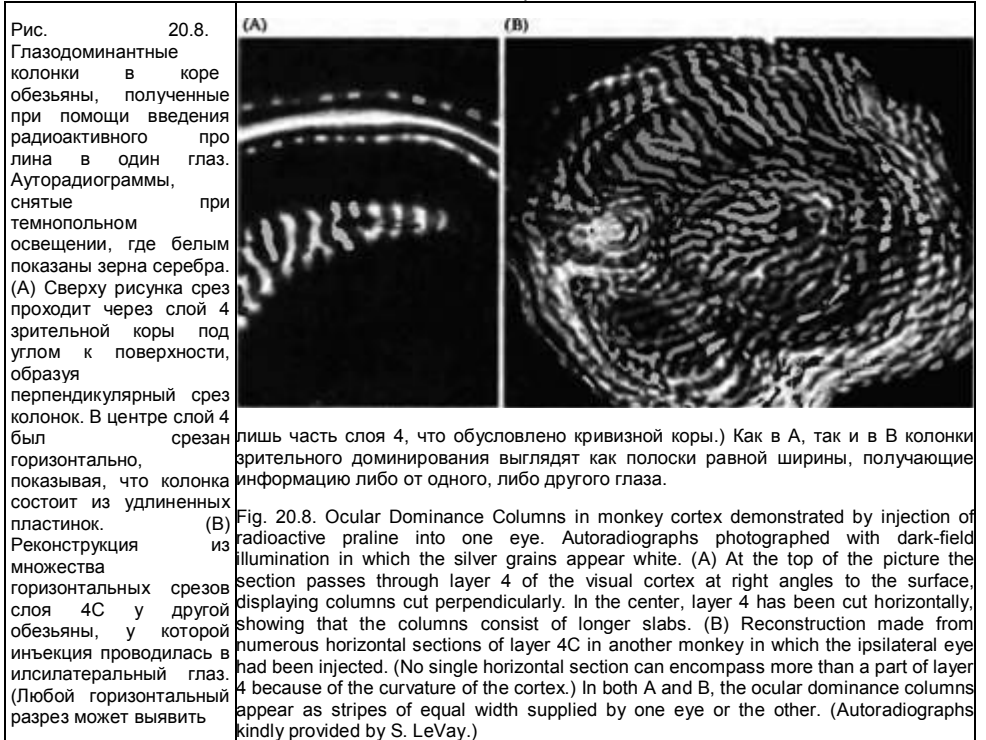 Рис. 20.8.
Глазодоминантные
колонки в коре
обезьяны, полученные
при помощи введения
радиоактивного про
лина в один глаз.
Ауторадиограммы,
снятые при
темнопольном
освещении, где белым
показаны зерна серебра.
(А) Сверху рисунка срез
проходит через слой 4
зрительной коры под
углом к поверхности,
образуя
перпендикулярный срез
колонок. В центре слой 4
был срезан
горизонтально,
показывая, что колонка
состоит из удлиненных
пластинок. (В)
Реконструкция из
множества
горизонтальных срезов
слоя 4С у другой
обезьяны, у которой
инъекция проводилась в
илсилатеральный глаз.
(Любой горизонтальный
разрез может выявить
(A) (B)
лишь часть слоя 4, что обусловлено кривизной коры.) Как в А, так и в В колонки
зрительного доминирования выглядят как полоски равной ширины, получающие
информацию либо от одного, либо другого глаза.
Fig. 20.8. Ocular Dominance Columns in monkey cortex demonstrated by injection of
radioactive praline into one eye. Autoradiographs photographed with dark-field
illumination in which the silver grains appear white. (A) At the top of the picture the
section passes through layer 4 of the visual cortex at right angles to the surface,
displaying columns cut perpendicularly. In the center, layer 4 has been cut horizontally,
showing that the columns consist of longer slabs. (B) Reconstruction made from
numerous horizontal sections of layer 4C in another monkey in which the ipsilateral eye
had been injected. (No single horizontal section can encompass more than a part of layer
4 because of the curvature of the cortex.) In both A and B, the ocular dominance columns
appear as stripes of equal width supplied by one eye or the other. (Autoradiographs
kindly provided by S. LeVay.)